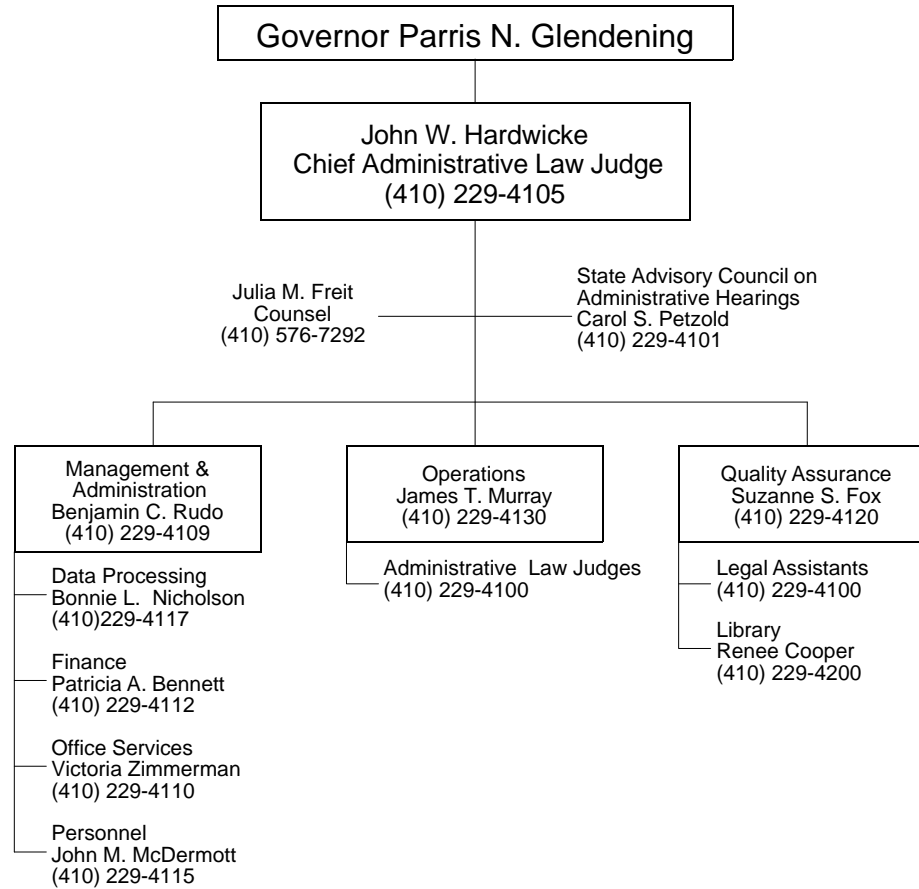 Governor Parris N. Glendening
John W. Hardwicke
Chief Administrative Law Judge
(410) 229-4105
Julia M. Freit
Counsel
(410) 576-7292
State Advisory Council on
Administrative Hearings
Carol S. Petzold
(410) 229-4101
Management &
Administration
Benjamin C. Rudo
(410) 229-4109
Data Processing
Bonnie L. Nicholson
(410)229-4117
Finance
Patricia A. Bennett
(410) 229-4112
Office Services
Victoria Zimmerman
(410) 229-4110
Personnel
John M. McDermott
(410) 229-4115
Operations
James T. Murray
(410) 229-4130
Administrative Law Judges
(410) 229-4100
Quality Assurance
Suzanne S. Fox
(410) 229-4120
Legal Assistants
(410) 229-4100
Library
Renee Cooper
(410) 229-4200